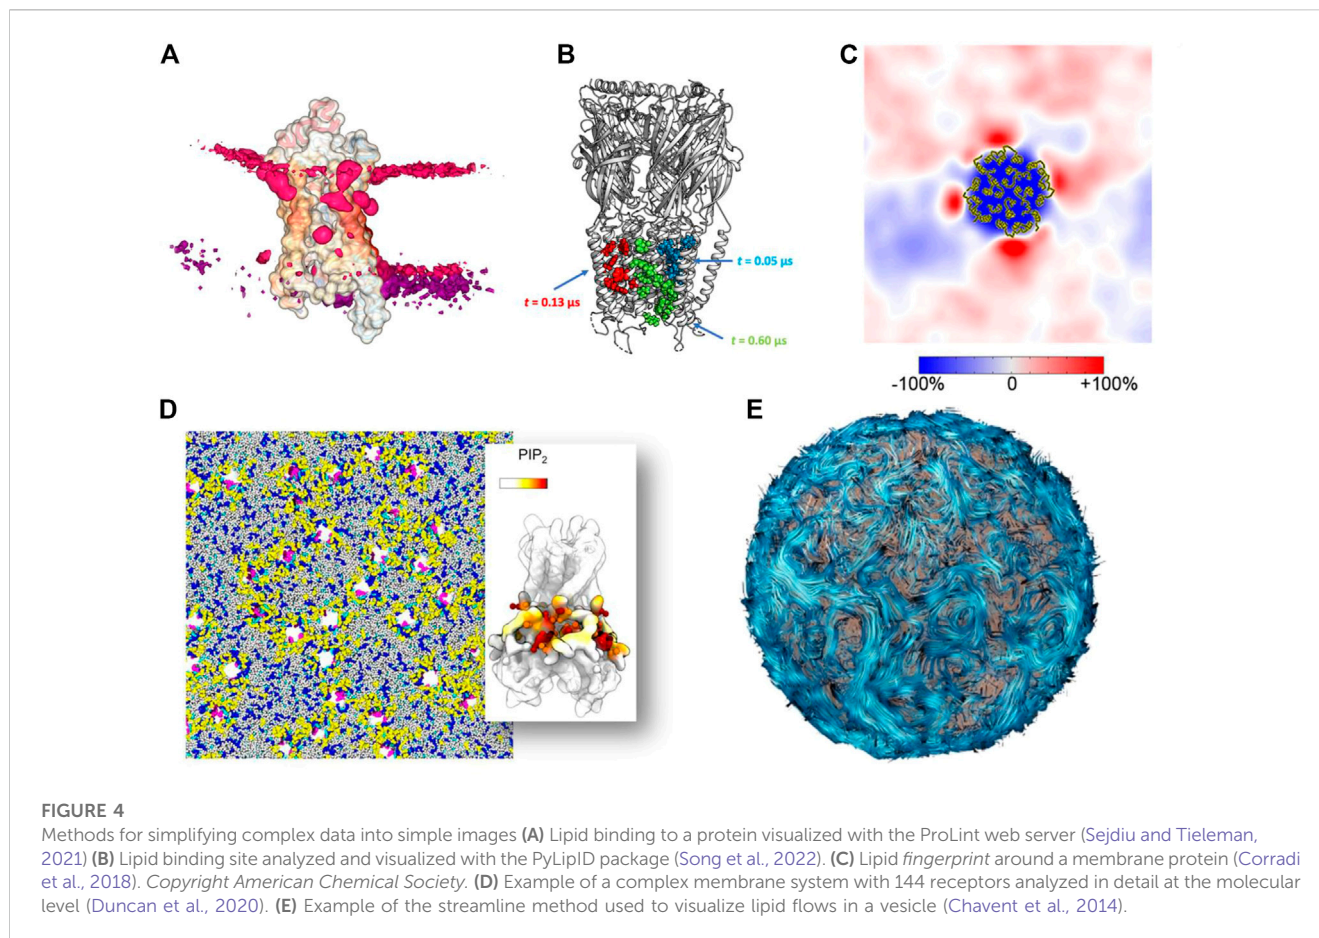 A
B
C
t = 0.05 μs
t = 0.13 μs
t = 0.60 μs
-100%
0
+100%
D
E
PIP2
FIGURE 4
Methods for simplifying complex data into simple images (A) Lipid binding to a protein visualized with the ProLint web server (Sejdiu and Tieleman,
2021) (B) Lipid binding site analyzed and visualized with the PyLipID package (Song et al., 2022). (C) Lipid fingerprint around a membrane protein (Corradi
et al., 2018). Copyright American Chemical Society. (D) Example of a complex membrane system with 144 receptors analyzed in detail at the molecular
level (Duncan et al., 2020). (E) Example of the streamline method used to visualize lipid flows in a vesicle (Chavent et al., 2014).